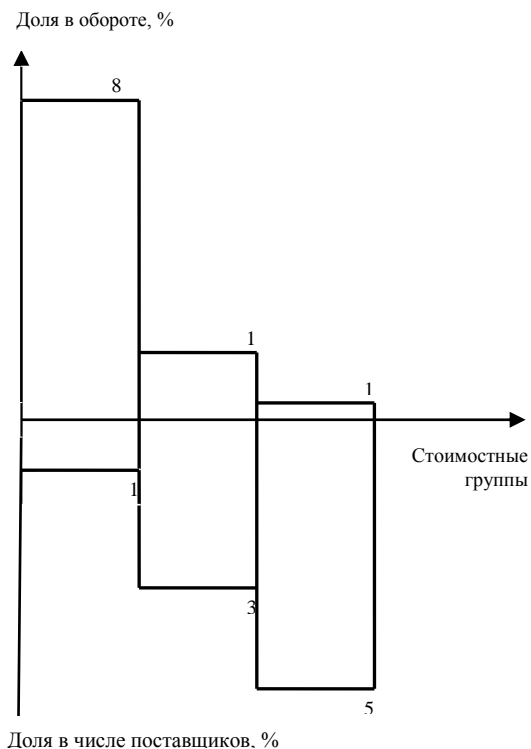 Доля в обороте, %
8
1
1
Стоимостные
группы
1
3
5
Доля в числе поставщиков, %